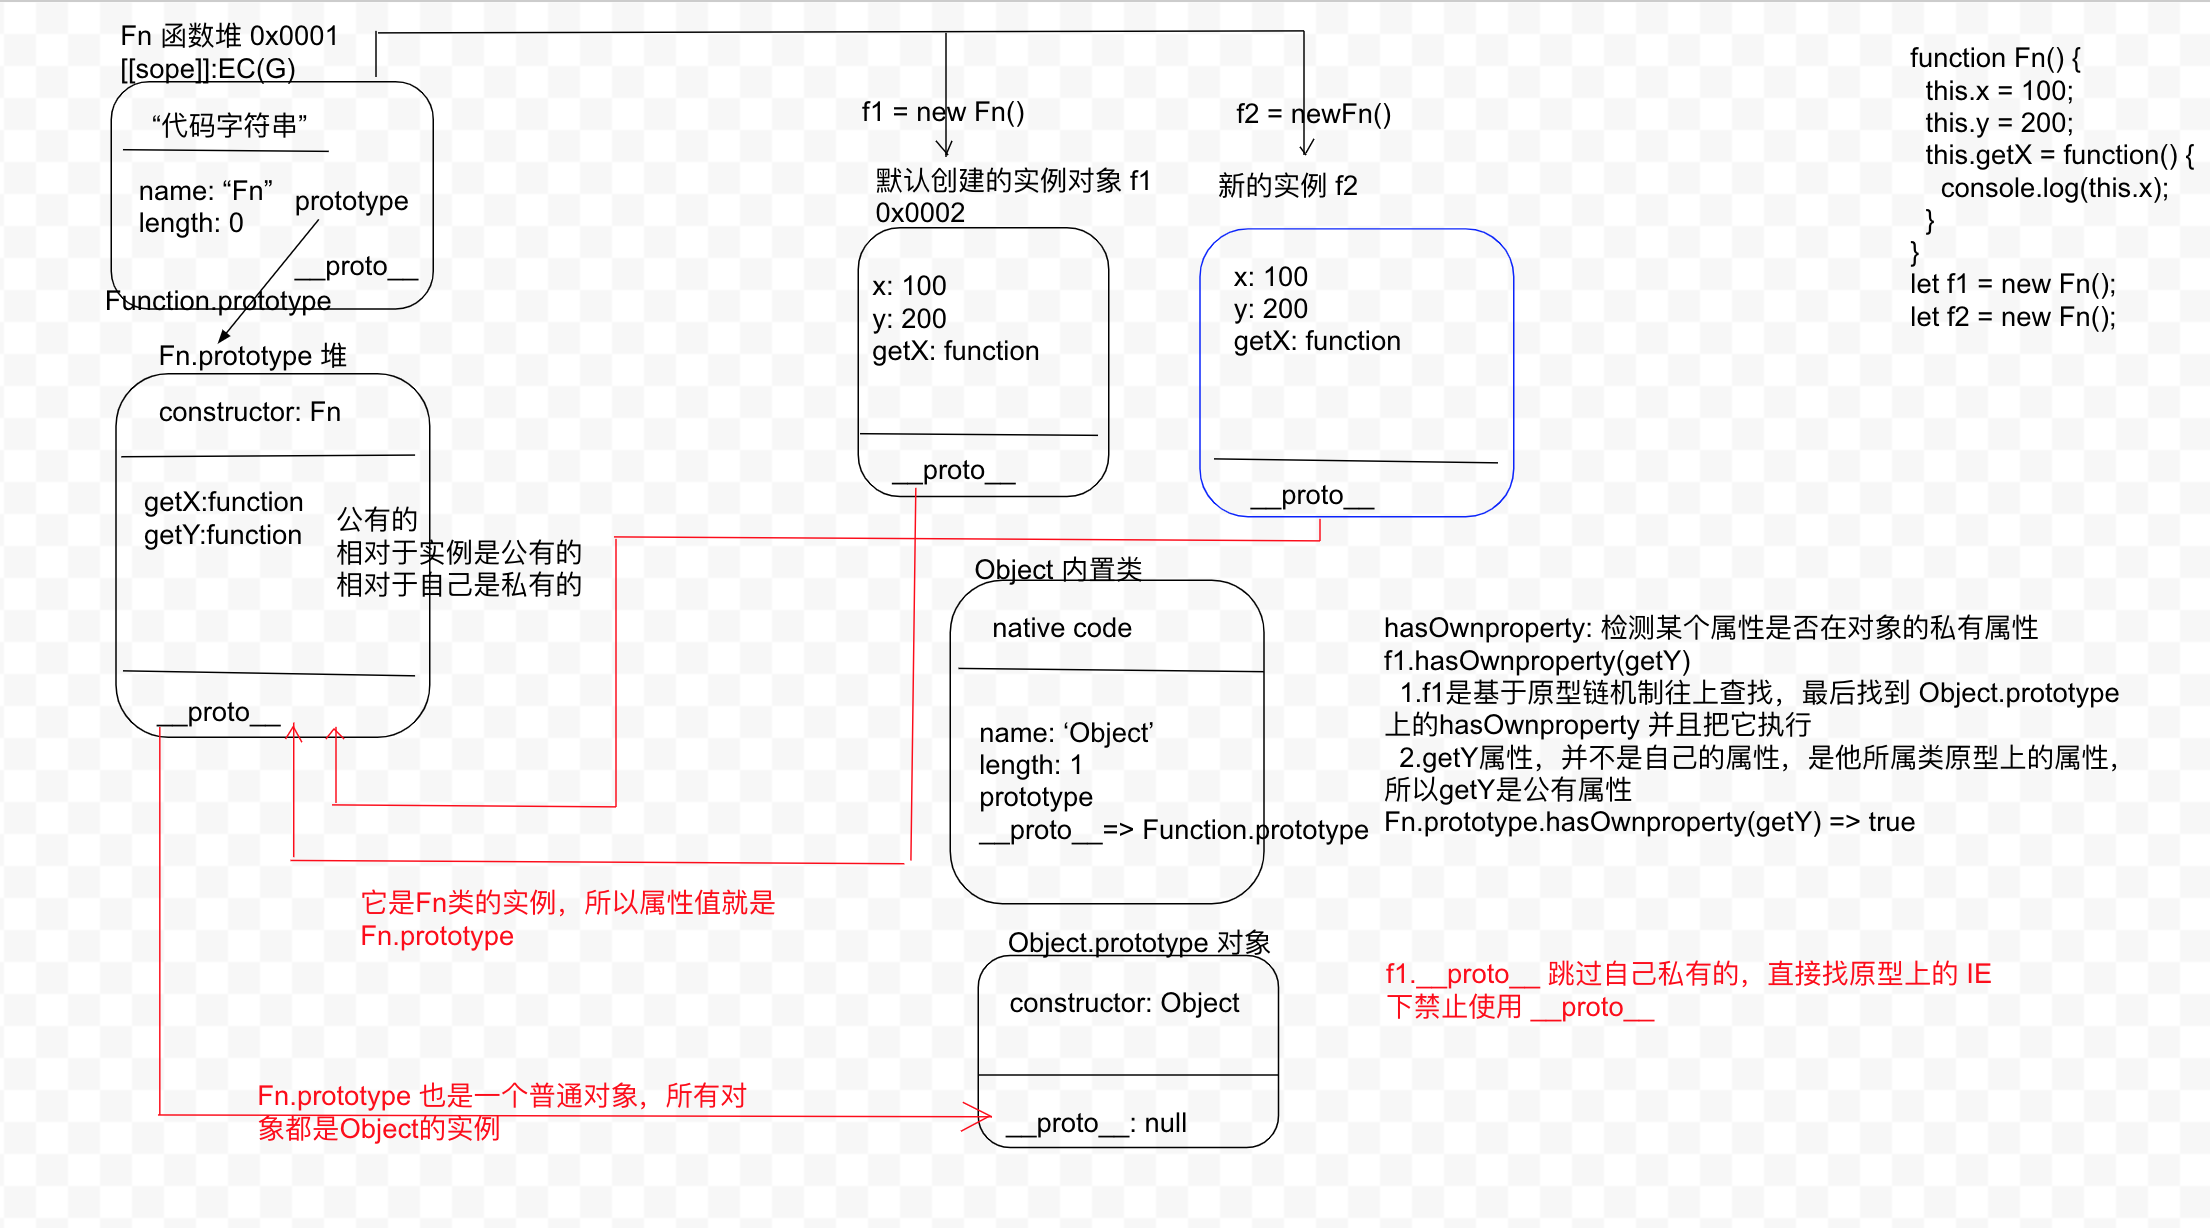 Fn 函数堆 0x0001
[[sope]]:EC(G)
“代码字符串”
name: “Fn”
length: 0
prototype
__proto__
Function.prototype
Fn.prototype 堆
constructor: Fn
getX:function
getY:function
公有的
相对于实例是公有的
相对于自己是私有的
__proto__
f1 = new Fn()
默认创建的实例对象 f1
0x0002
x: 100
y: 200
getX: function
__proto__
f2 = newFn()
新的实例 f2
x: 100
y: 200
getX: function
__proto__
function Fn() {
this.x = 100;
this.y = 200;
this.getX = function() {
console.log(this.x);
}
}
let f1 = new Fn();
let f2 = new Fn();
Object 内置类
native code
name: ‘Object’
length: 1
prototype
__proto__=> Function.prototype
hasOwnproperty: 检测某个属性是否在对象的私有属性
f1.hasOwnproperty(getY)
1.f1是基于原型链机制往上查找，最后找到 Object.prototype
上的hasOwnproperty 并且把它执行
2.getY属性，并不是自己的属性，是他所属类原型上的属性，
所以getY是公有属性
Fn.prototype.hasOwnproperty(getY) => true
它是Fn类的实例，所以属性值就是
Fn.prototype
Object.prototype 对象
constructor: Object
__proto__: null
f1.__proto__ 跳过自己私有的，直接找原型上的 IE
下禁止使用 __proto__
Fn.prototype 也是一个普通对象，所有对
象都是Object的实例